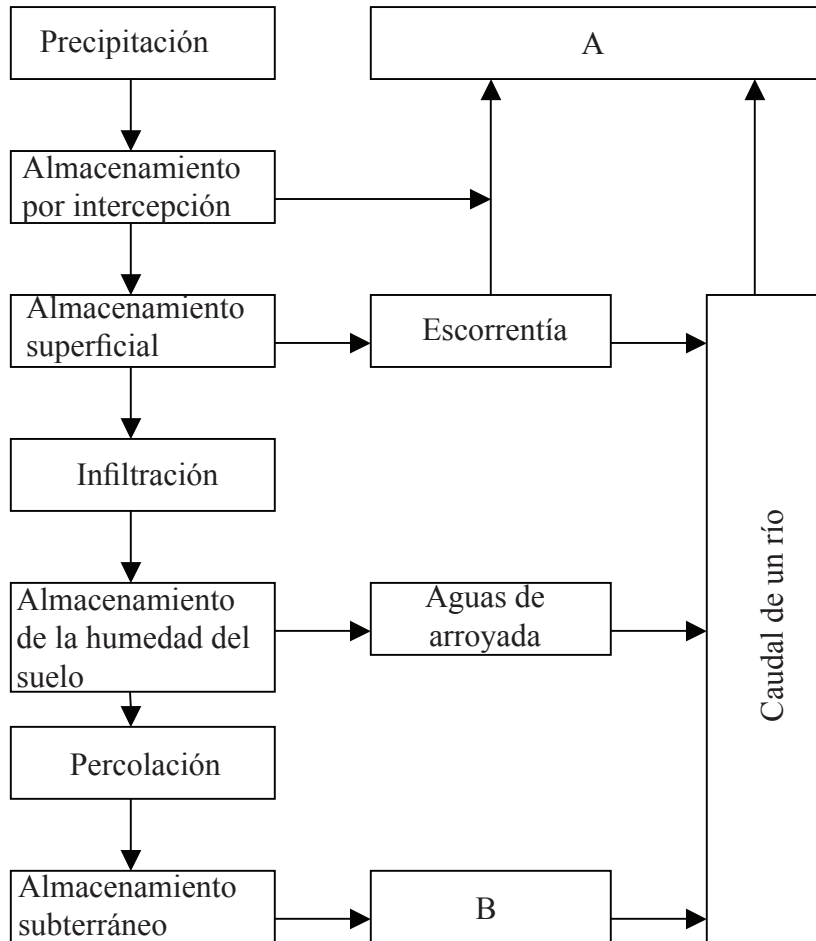 Precipitación
A
Almacenamiento
por intercepción
Almacenamiento
superficial
Escorrentía
Infiltración
Almacenamiento
de la humedad del
suelo
Aguas de
arroyada
Caudal de un río
Percolación
Almacenamiento
subterráneo
B